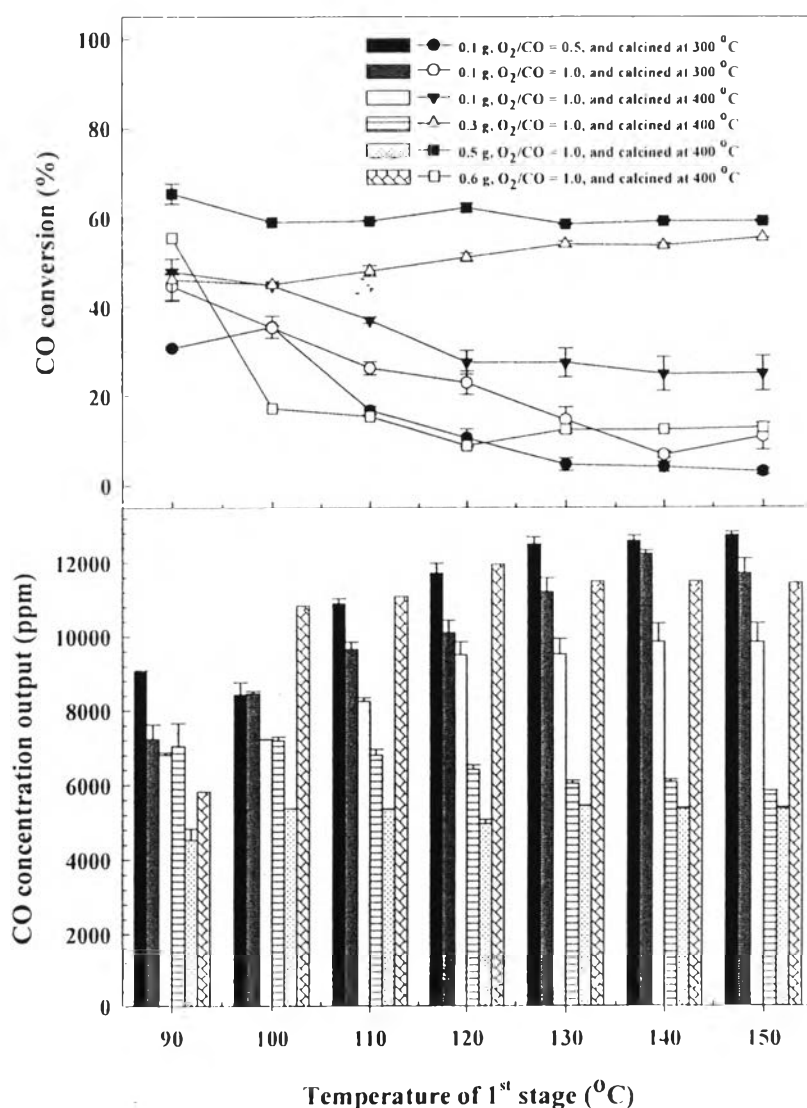 100
80
60
40
20
0
CO conversion (%)
0.1 g, O2/CO = 0.5, and calcined at 300 °C
0.1 g, O2/CO = 1.0, and calcined at 300 °C
0.1 g, O2/CO = 1.0, and calcined at 400 °C
0.3 g, O2/CO = 1.0, and calcined at 400 °C
0.5 g, O2/CO = 1.0, and calcined at 400 °C
0.6 g, O2/CO = 1.0, and calcined at 400 °C
12000
10000
8000
6000
4000
2000
0
CO concentration output (ppm)
90 100 110 120 130 140 150
Temperature of 1st stage (°C)